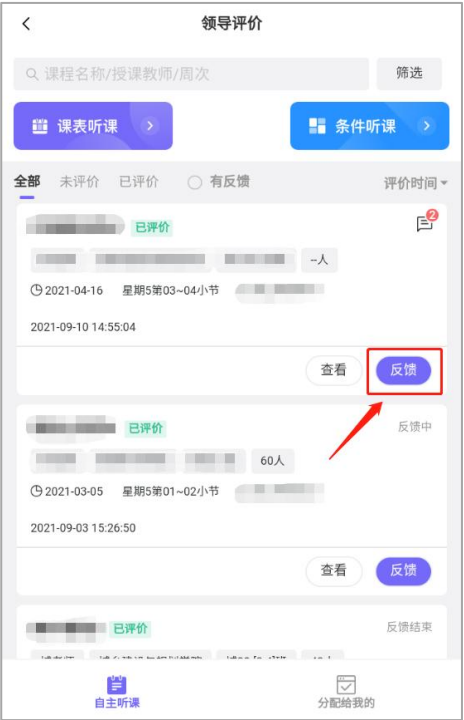 领导评价
课程名称/授课教师/周次
筛选
课表听课
条件听课
全部 未评价 已评价 有反馈 评价时间
已评价 2
--人
2021-04-16 星期5第03~04小节
2021-09-10 14:55:04
查看 反馈
已评价 反馈中
60人
2021-03-05 星期5第01~02小节
2021-09-03 15:26:50
查看 反馈
已评价 反馈结束
自主听课 分配给我的